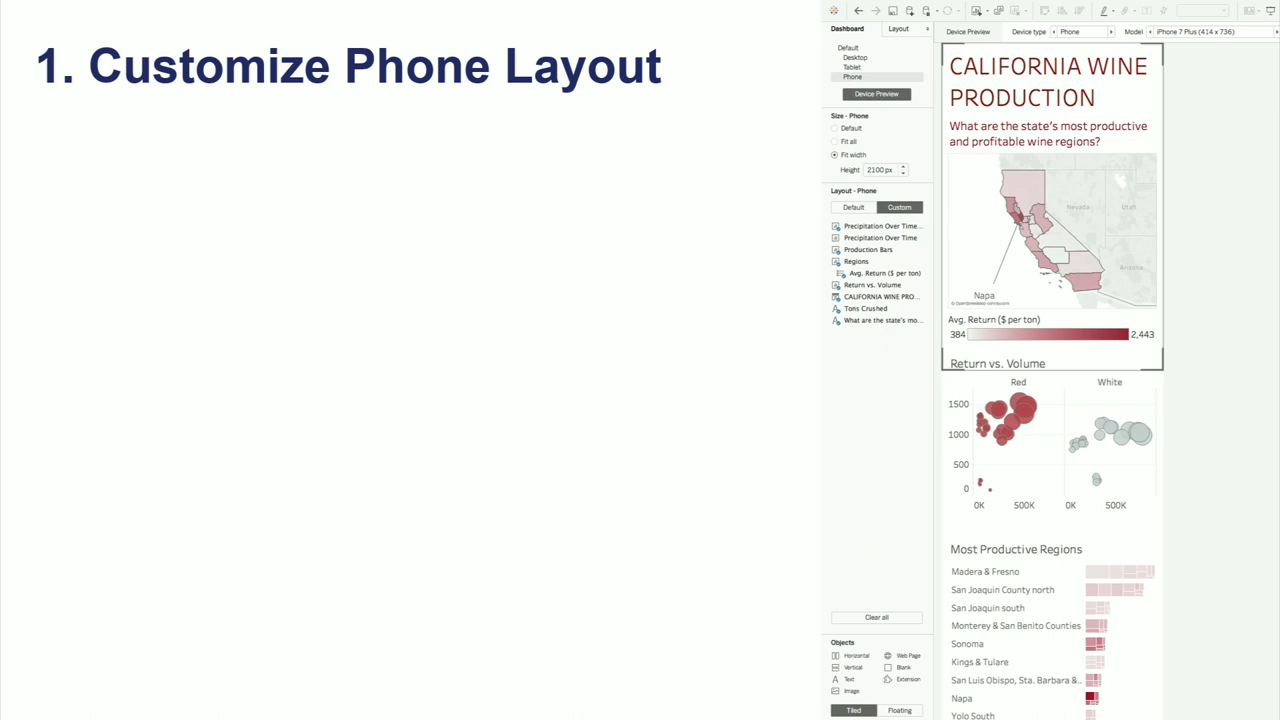 1. Customize Phone Layout
Dashboard
Layout
Device Preview
Device type
Phone
Model
iPhone 7 Plus (414 x 736)
Default
Desktop
Tablet
Phone
Device Preview
Size - Phone
Default
Fit all
Fit width
Height
2100 px
Layout - Phone
Default
Custom
Precipitation Over Time...
Precipitation Over Time
Production Bars
Regions
Avg. Return ($ per ton)
Return vs. Volume
CALIFORNIA WINE PRO...
Tons Crushed
What are the state's mo...
Clear all
Objects
Horizontal
Web Page
Vertical
Blank
Text
Extension
Image
Tiled
Floating
CALIFORNIA WINE
PRODUCTION
What are the state's most productive
and profitable wine regions?
Nevada
Utah
Arizona
Napa
© OpenStreetMap contributors
Avg. Return ($ per ton)
384
2,443
Return vs. Volume
Red
White
1500
1000
500
0
0K
500K
0K
500K
Most Productive Regions
Madera & Fresno
San Joaquin County north
San Joaquin south
Monterey & San Benito Counties
Sonoma
Kings & Tulare
San Luis Obispo, Sta. Barbara &..
Napa
Yolo South